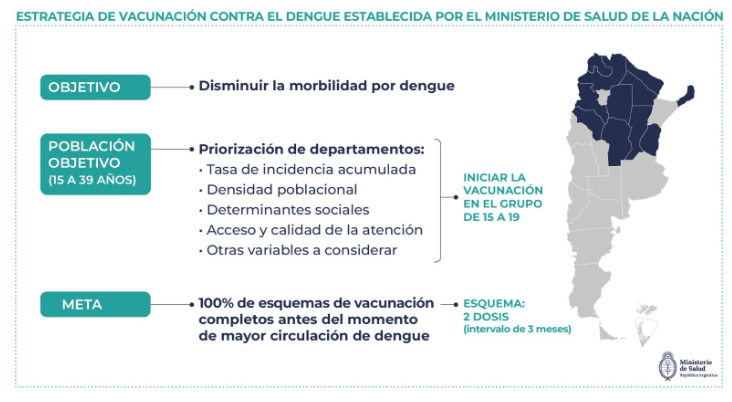 ESTRATEGIA DE VACUNACIÓN CONTRA EL DENGUE ESTABLECIDA POR EL MINISTERIO DE SALUD DE LA NACIÓN
OBJETIVO
Disminuir la morbilidad por dengue
POBLACIÓN
OBJETIVO
(15 A 39 AÑOS)
Priorización de departamentos:
• Tasa de incidencia acumulada
• Densidad poblacional
• Determinantes sociales
• Acceso y calidad de la atención
• Otras variables a considerar
INICIAR LA
VACUNACIÓN
EN EL GRUPO
DE 15 A 19
META
100% de esquemas de vacunación
completos antes del momento
de mayor circulación de dengue
ESQUEMA:
2 DOSIS
(intervalo de 3 meses)
Ministerio
de Salud
República Argentina